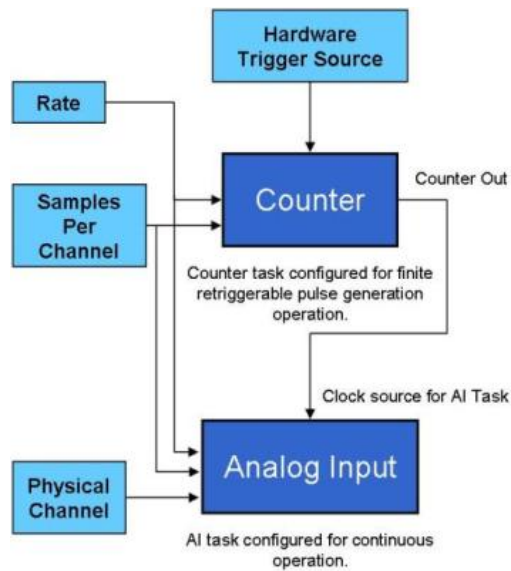 Hardware
Trigger Source
Rate
Samples
Per
Channel
Counter
Counter Out
Counter task configured for finite
retriggerable pulse generation
operation.
Clock source for AI Task
Analog Input
Physical
Channel
AI task configured for continuous
operation.